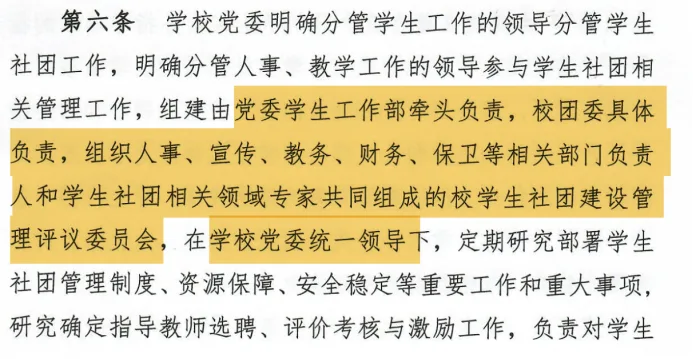 第六条 学校党委明确分管学生工作的领导分管学生
社团工作，明确分管人事、教学工作的领导参与学生社团相
关管理工作，组建由党委学生工作部牵头负责，校团委具体
负责，组织人事、宣传、教务、财务、保卫等相关部门负责
人和学生社团相关领域专家共同组成的校学生社团建设管
理评议委员会，在学校党委统一领导下，定期研究部署学生
社团管理制度、资源保障、安全稳定等重要工作和重大事项，
研究确定指导教师选聘、评价考核与激励工作，负责对学生